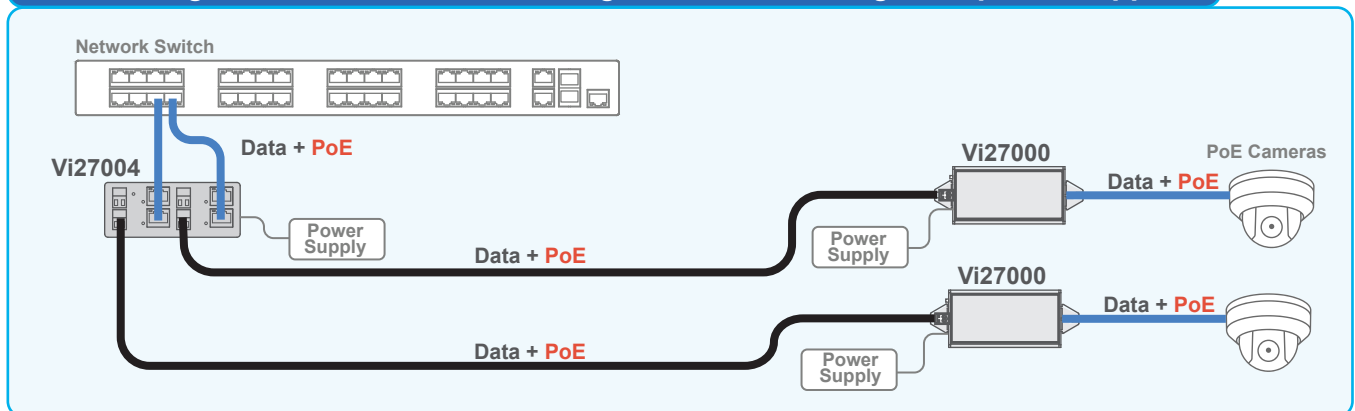 Network Switch
Data + PoE
Vi27004
Vi27000
PoE Cameras
Data + PoE
Power
Supply
Power
Supply
Data + PoE
Vi27000
Data + PoE
Data + PoE
Power
Supply